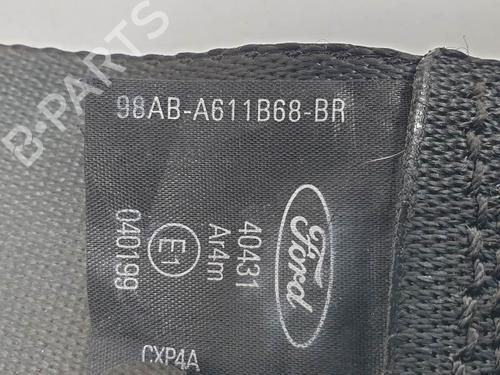 98AB-A611B68-BR
40431
Ar4m
E1
040199
Ford
CXP4A
B-PARTS